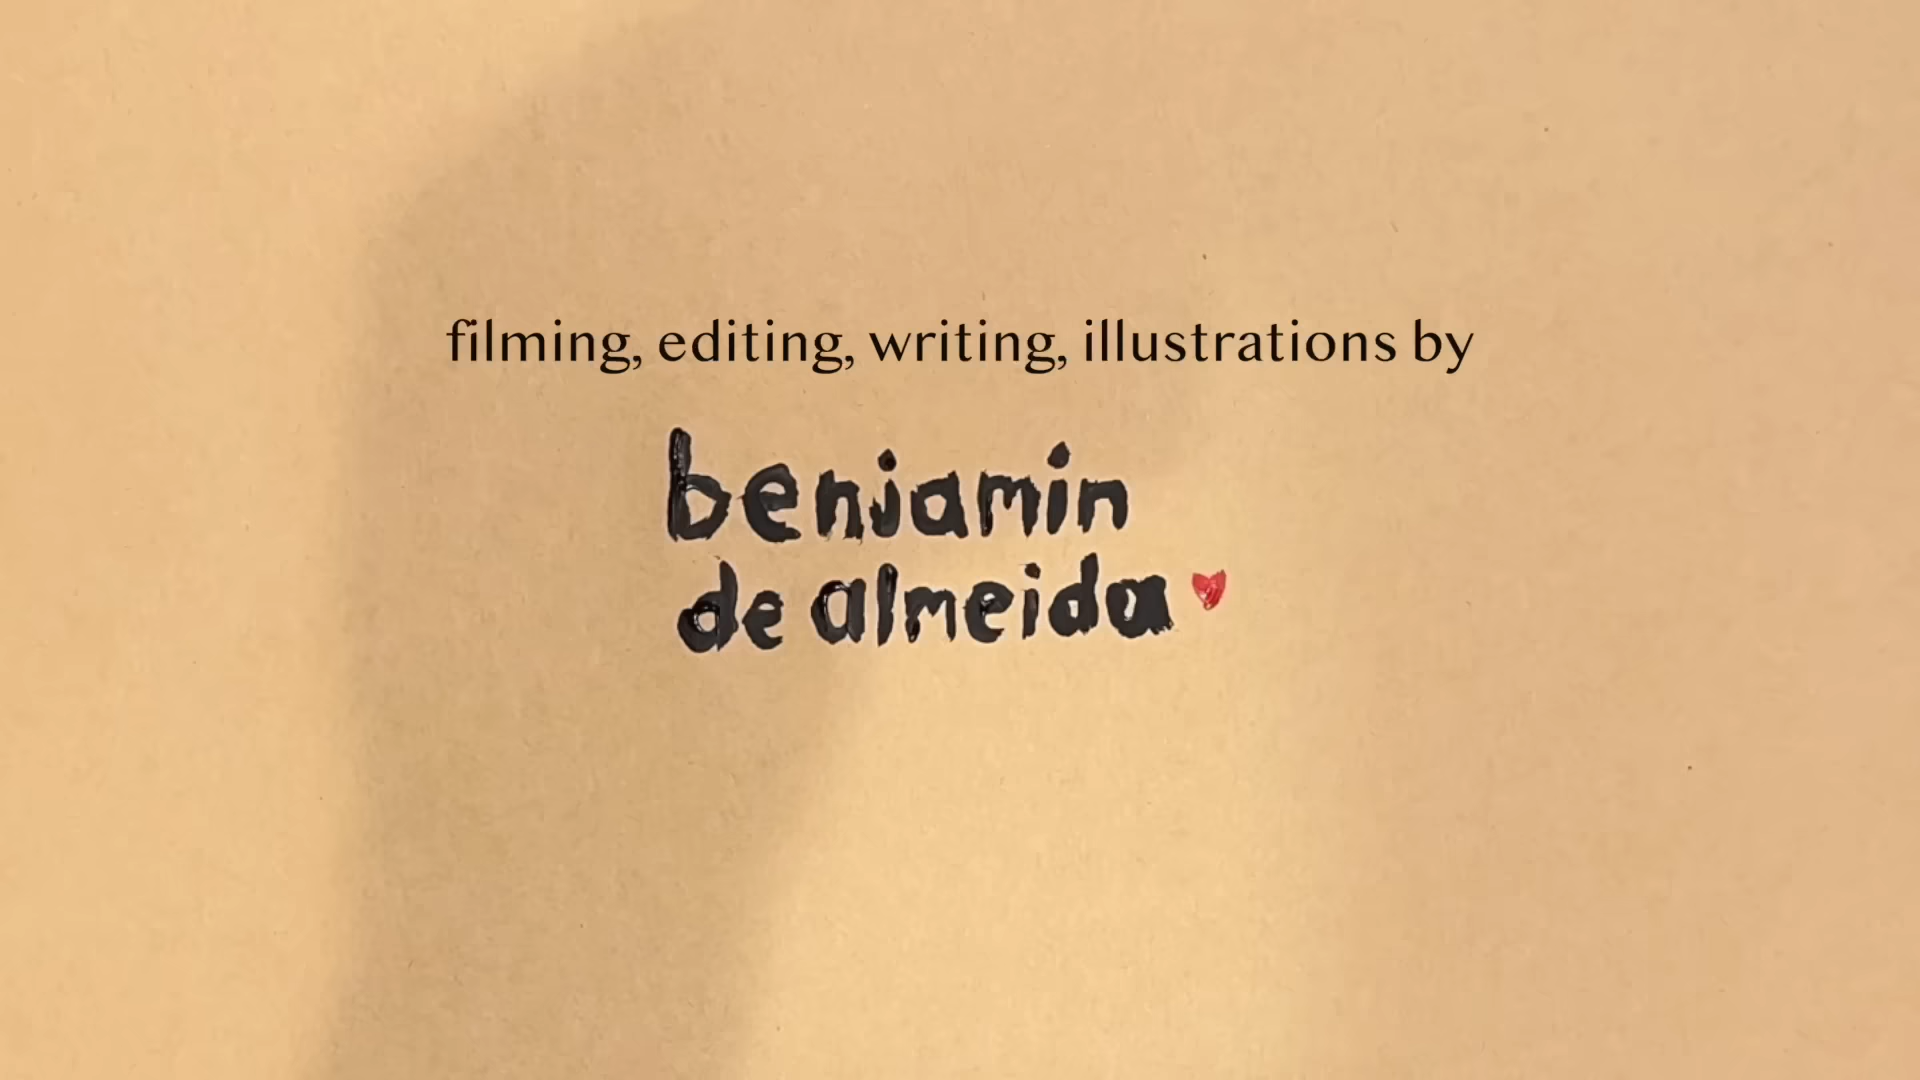 filming, editing, writing, illustrations by
benjamin
de almeida